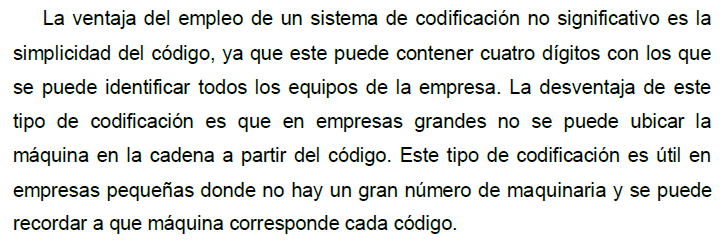 La ventaja del empleo de un sistema de codificación no significativo es la
simplicidad del código, ya que este puede contener cuatro dígitos con los que
se puede identificar todos los equipos de la empresa. La desventaja de este
tipo de codificación es que en empresas grandes no se puede ubicar la
máquina en la cadena a partir del código. Este tipo de codificación es útil en
empresas pequeñas donde no hay un gran número de maquinaria y se puede
recordar a que máquina corresponde cada código.